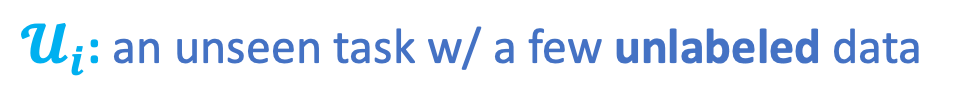 𝓤ᵢ: an unseen task w/ a few unlabeled data